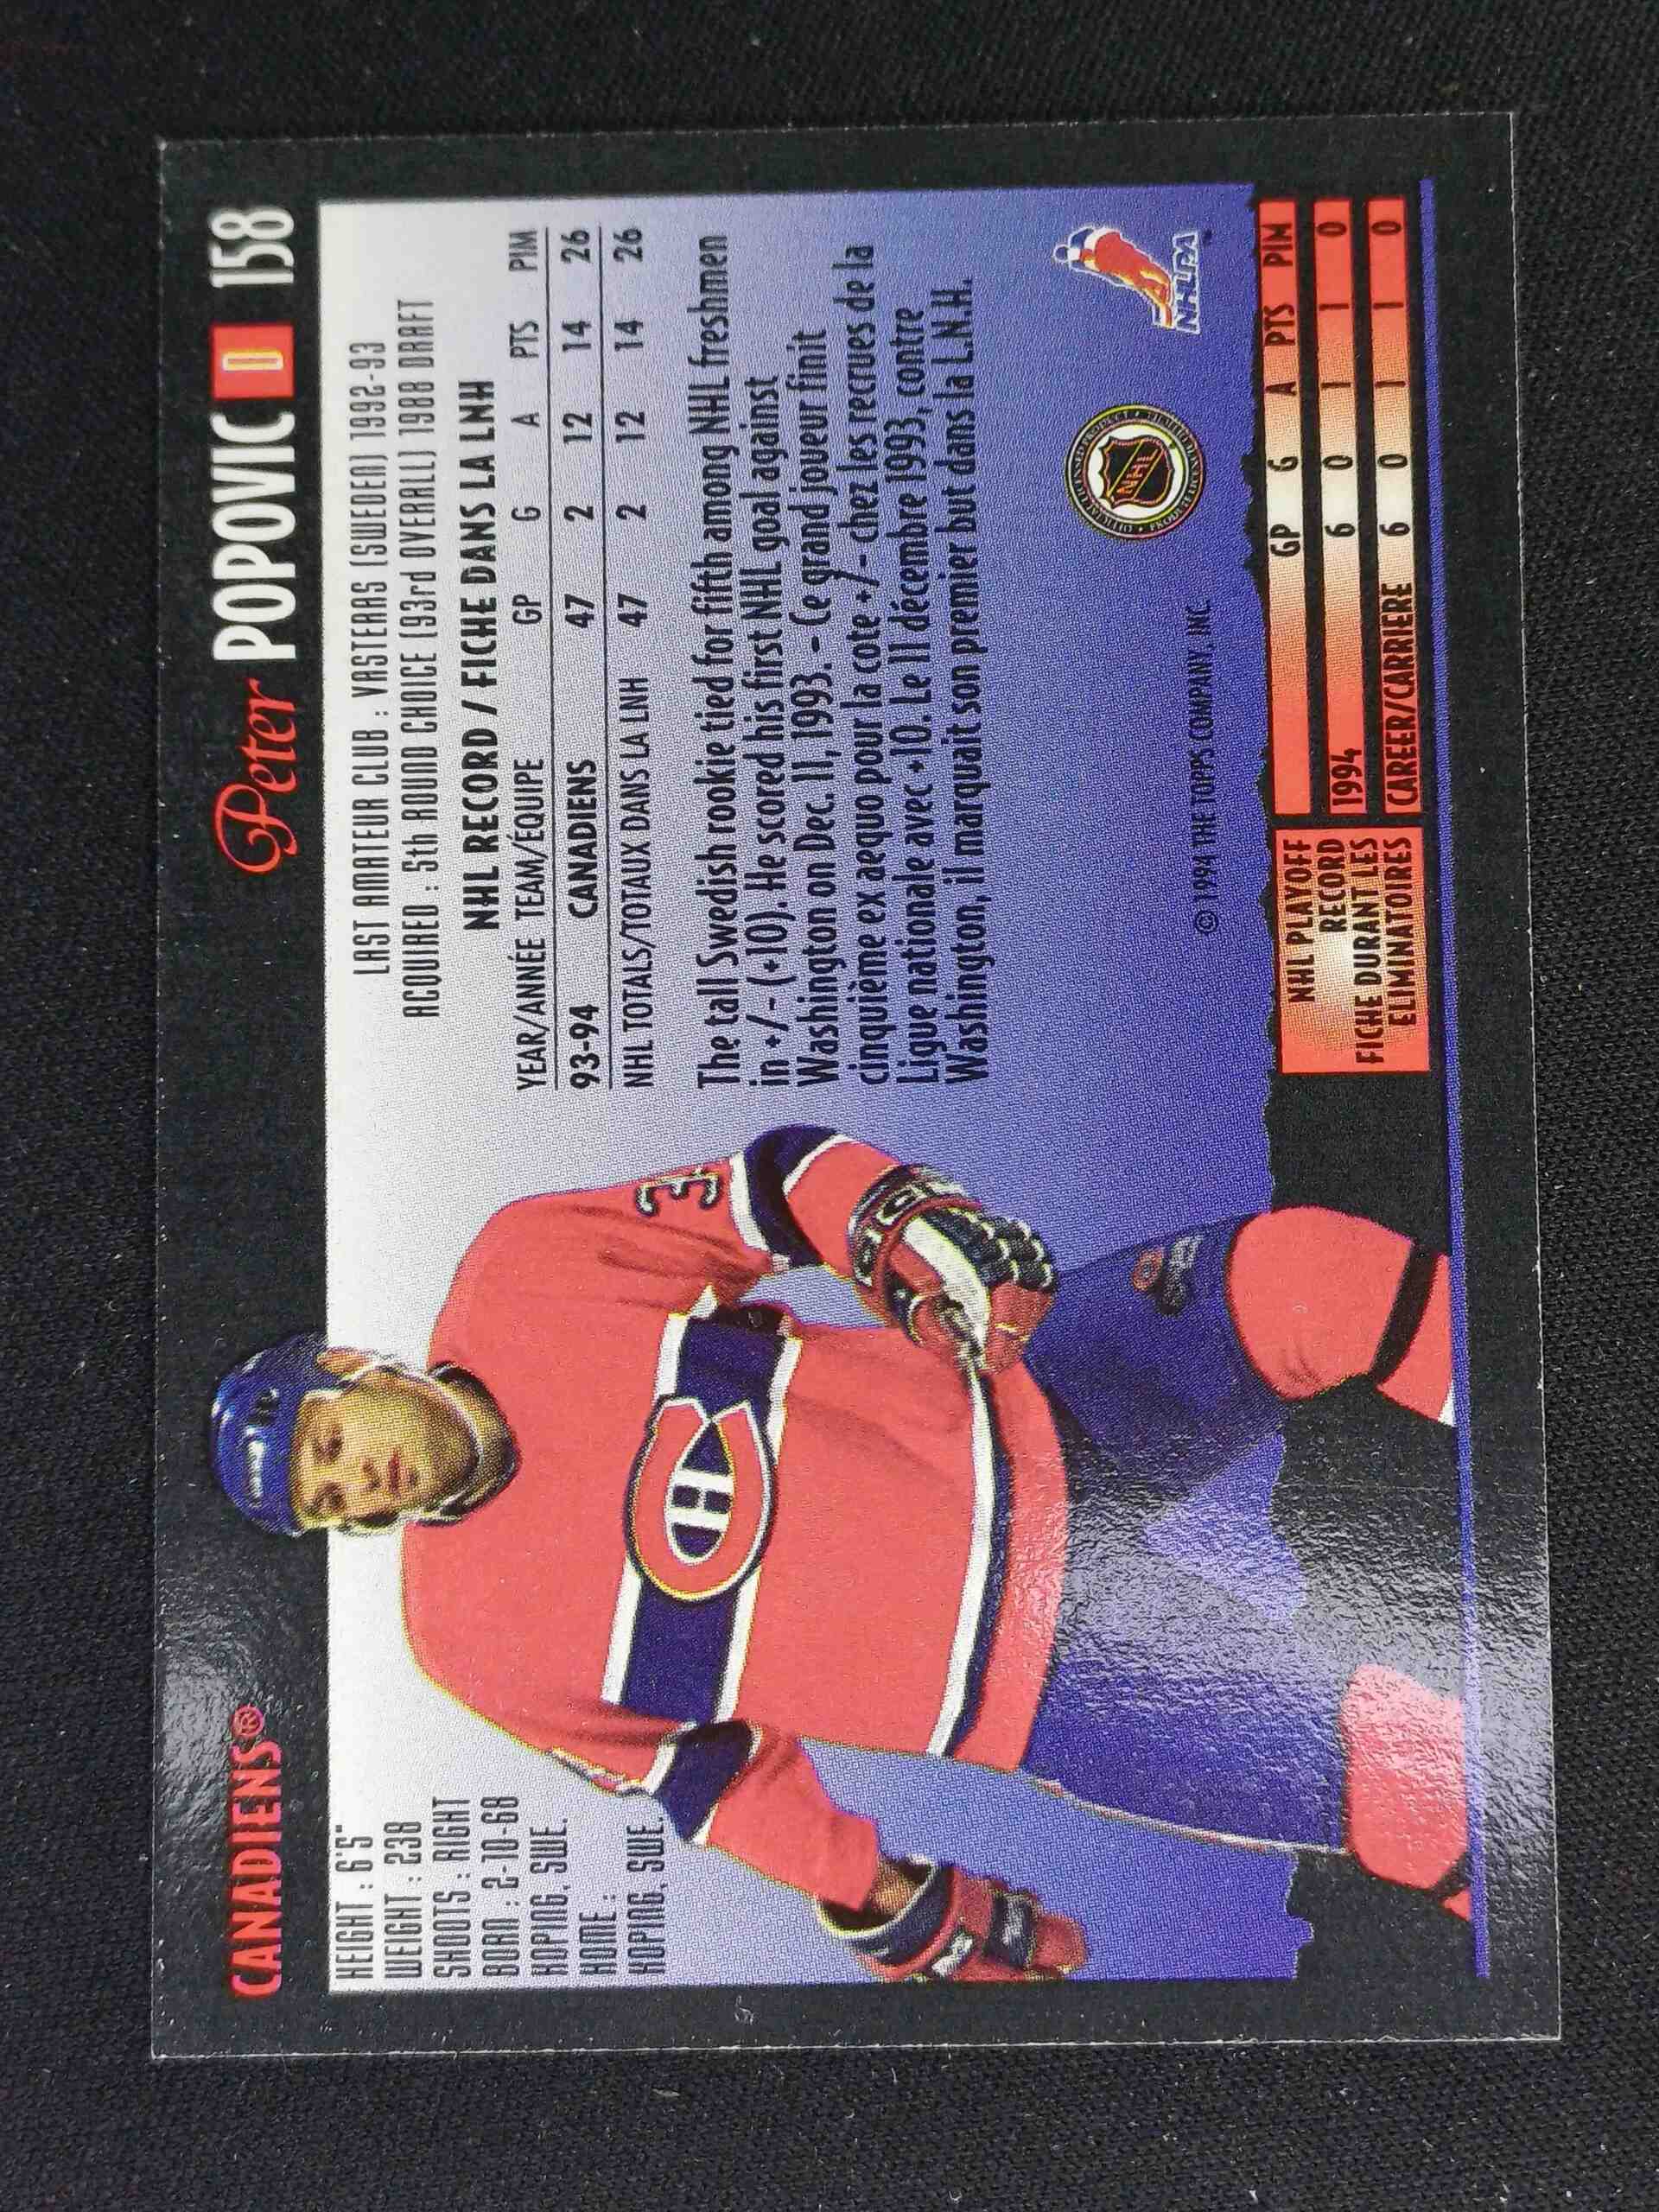 CANADIENS®
Peter POPOVIC D 158
HEIGHT : 6'5"
WEIGHT : 238
SHOOTS : RIGHT
BORN : 2-10-68
KOPING, SWE.
HOME :
KOPING, SWE.
LAST AMATEUR CLUB : VASTERAS (SWEDEN) 1992-93
ACQUIRED : 5th ROUND CHOICE (93rd OVERALL) 1988 DRAFT
NHL RECORD / FICHE DANS LA LNH
YEAR/ANNÉE TEAM/ÉQUIPE GP G A PTS PIM
93-94 CANADIENS 47 2 12 14 26
NHL TOTALS/TOTAUX DANS LA LNH 47 2 12 14 26
The tall Swedish rookie tied for fifth among NHL freshmen
in +/- (+10). He scored his first NHL goal against
Washington on Dec. 11, 1993. - Ce grand joueur finit
cinquième ex aequo pour la cote +/- chez les recrues de la
Ligue nationale avec +10. Le 11 décembre 1993, contre
Washington, il marquait son premier but dans la L.N.H.
3
© 1994 THE TOPPS COMPANY, INC.
NHL
NHLPA™
NHL PLAYOFF
RECORD
FICHE DURANT LES
ELIMINATOIRES
GP G A PTS PIM
1994 6 0 1 1 0
CAREER/CARRIERE 6 0 1 1 0